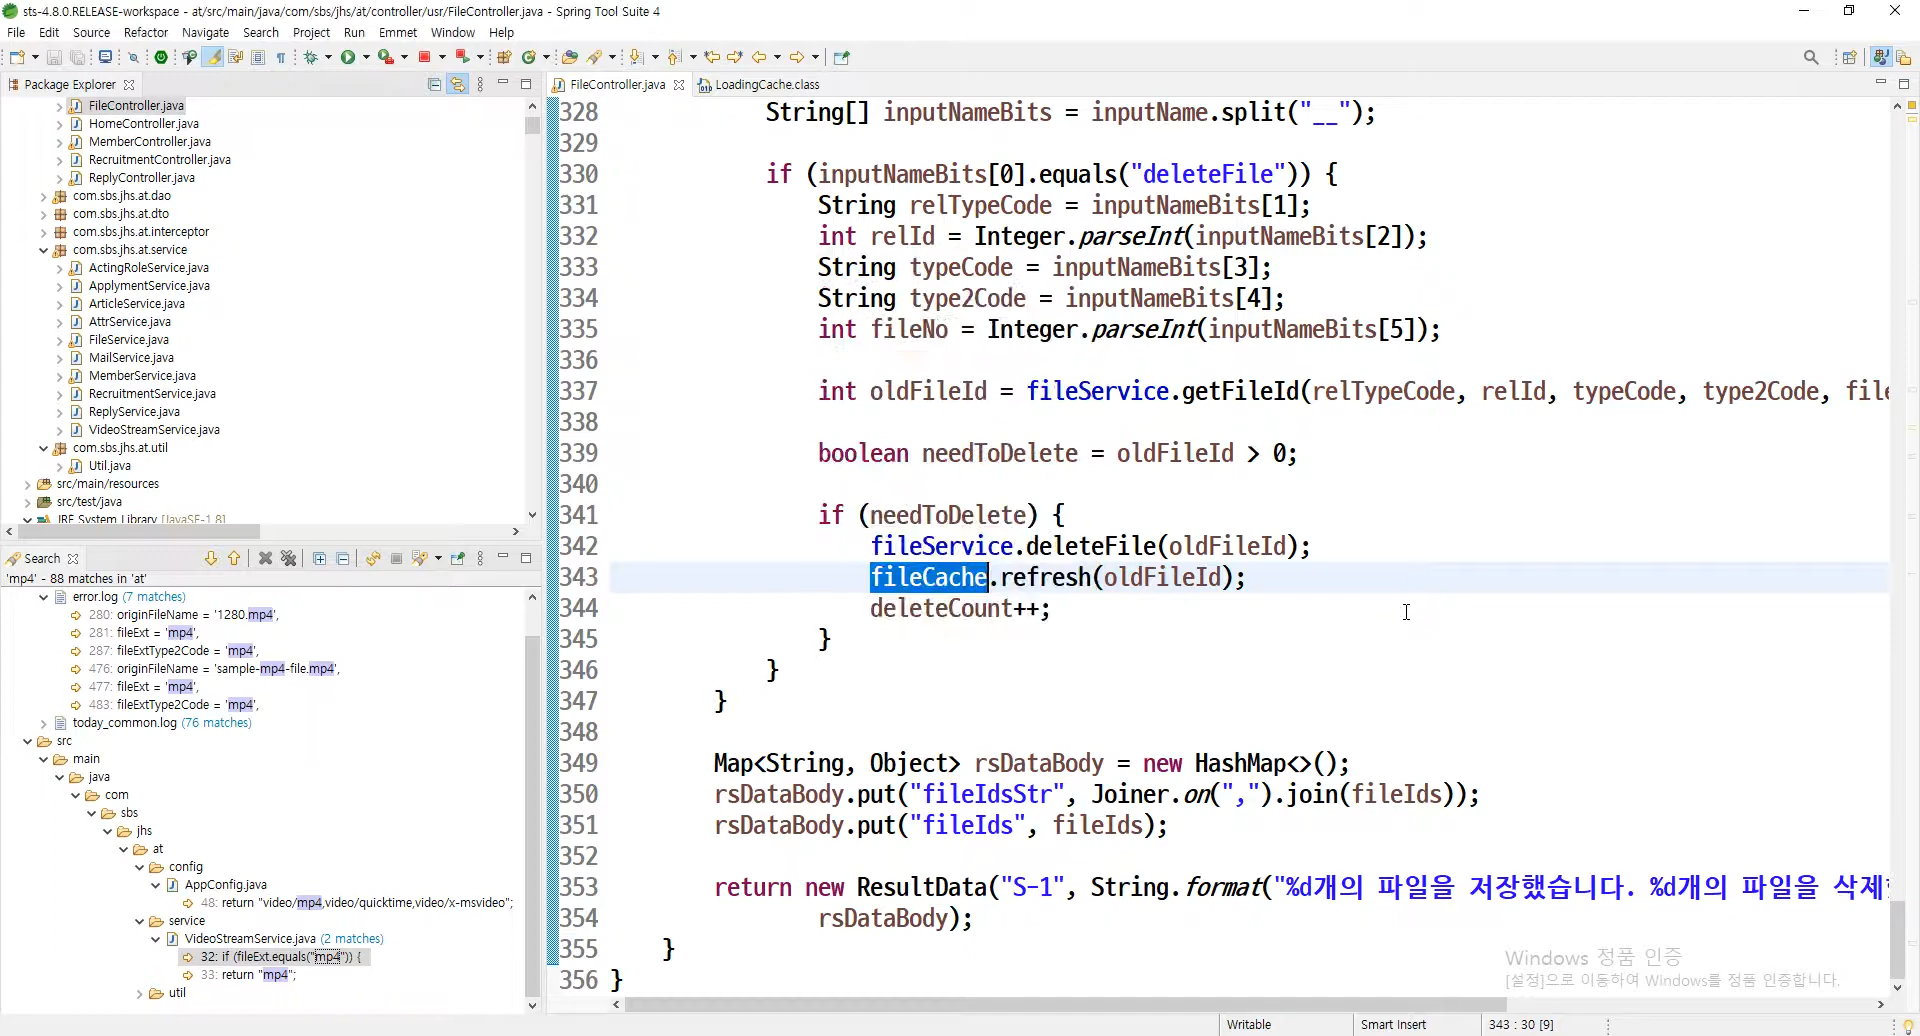 sts-4.8.0.RELEASE-workspace - at/src/main/java/com/sbs/jhs/at/controller/usr/FileController.java - Spring Tool Suite 4
File Edit Source Refactor Navigate Search Project Run Emmet Window Help
Package Explorer
FileController.java
HomeController.java
MemberController.java
RecruitmentController.java
ReplyController.java
com.sbs.jhs.at.dao
com.sbs.jhs.at.dto
com.sbs.jhs.at.interceptor
com.sbs.jhs.at.service
ActingRoleService.java
ApplymentService.java
ArticleService.java
AttrService.java
FileService.java
MailService.java
MemberService.java
RecruitmentService.java
ReplyService.java
VideoStreamService.java
com.sbs.jhs.at.util
Util.java
src/main/resources
src/test/java
JRE System Library [JavaSE-1.8]
Search
'mp4' - 88 matches in 'at'
error.log (7 matches)
280: originFileName = '1280.mp4',
281: fileExt = 'mp4',
287: fileExtType2Code = 'mp4',
476: originFileName = 'sample-mp4-file.mp4',
477: fileExt = 'mp4',
483: fileExtType2Code = 'mp4',
today_common.log (76 matches)
src
main
java
com
sbs
jhs
at
config
AppConfig.java
48: return "video/mp4,video/quicktime,video/x-msvideo";
service
VideoStreamService.java (2 matches)
32: if (fileExt.equals("mp4")) {
33: return "mp4";
util
FileController.java LoadingCache.class
328 String[] inputNameBits = inputName.split("__");
329
330 if (inputNameBits[0].equals("deleteFile")) {
331 String relTypeCode = inputNameBits[1];
332 int relId = Integer.parseInt(inputNameBits[2]);
333 String typeCode = inputNameBits[3];
334 String type2Code = inputNameBits[4];
335 int fileNo = Integer.parseInt(inputNameBits[5]);
336
337 int oldFileId = fileService.getFileId(relTypeCode, relId, typeCode, type2Code, file
338
339 boolean needToDelete = oldFileId > 0;
340
341 if (needToDelete) {
342 fileService.deleteFile(oldFileId);
343 fileCache.refresh(oldFileId);
344 deleteCount++;
345 }
346 }
347 }
348
349 Map<String, Object> rsDataBody = new HashMap<>();
350 rsDataBody.put("fileIdsStr", Joiner.on(",").join(fileIds));
351 rsDataBody.put("fileIds", fileIds);
352
353 return new ResultData("S-1", String.format("%d개의 파일을 저장했습니다. %d개의 파일을 삭제
354 rsDataBody);
355 }
356 }
Windows 정품 인증
[설정]으로 이동하여 Windows를 정품 인증합니다.
Writable Smart Insert 343 : 30 [9]